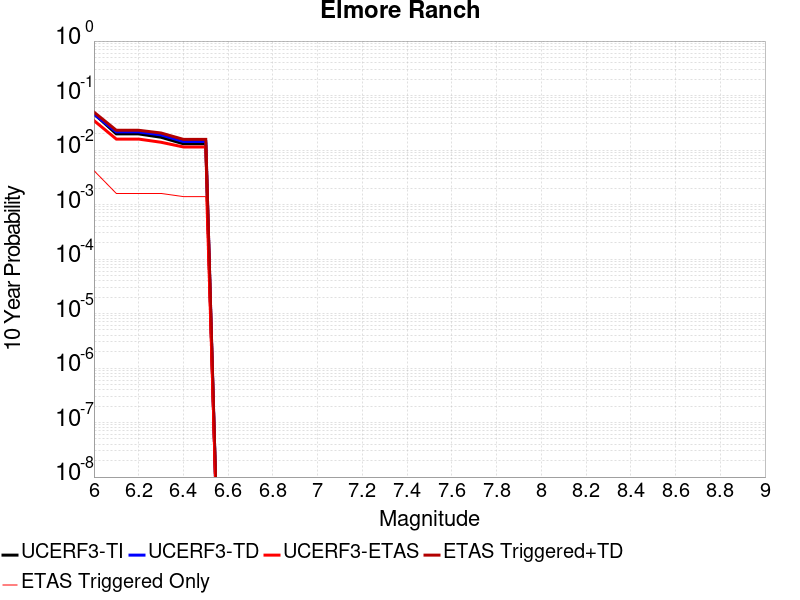 Elmore Ranch
10^0
10^-1
10^-2
10^-3
10^-4
10^-5
10^-6
10^-7
10^-8
10 Year Probability
6 6.2 6.4 6.6 6.8 7 7.2 7.4 7.6 7.8 8 8.2 8.4 8.6 8.8 9
Magnitude
UCERF3-TI UCERF3-TD UCERF3-ETAS ETAS Triggered+TD
ETAS Triggered Only